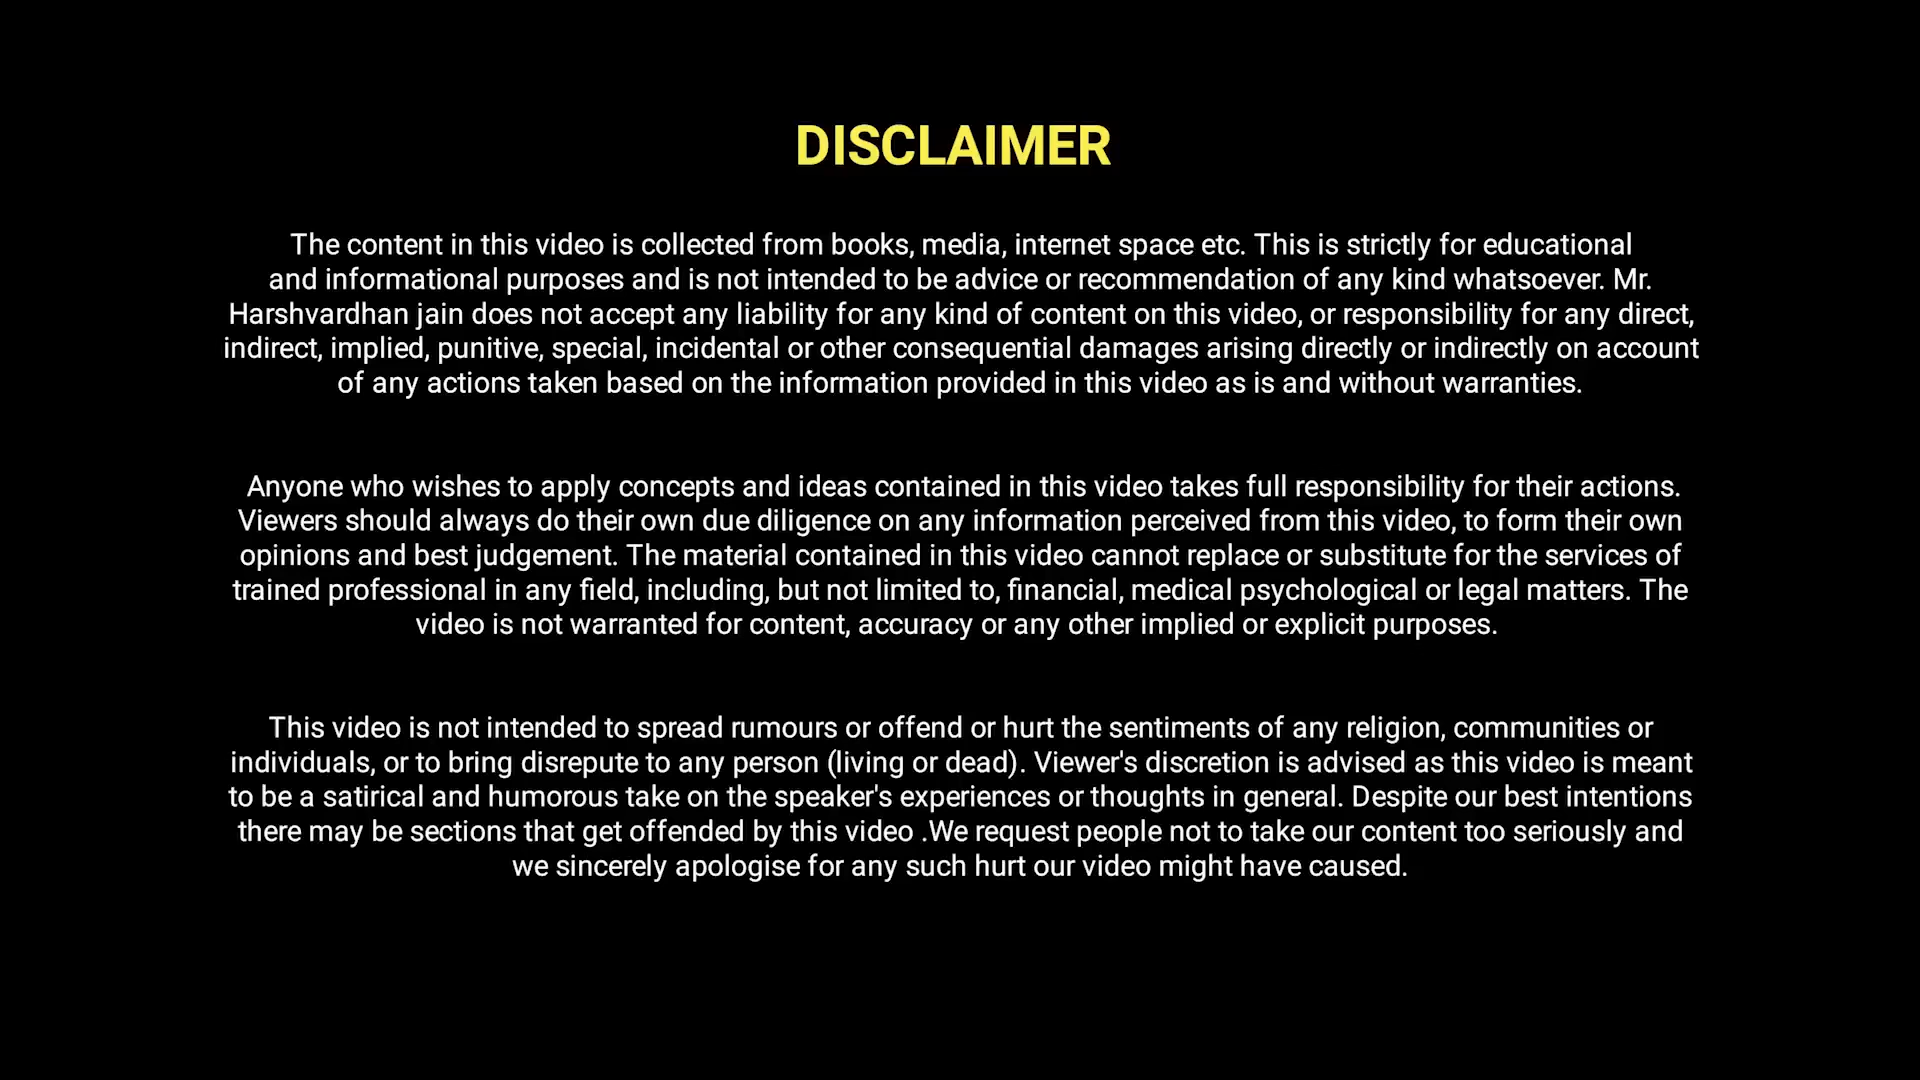 DISCLAIMER
The content in this video is collected from books, media, internet space etc. This is strictly for educational
and informational purposes and is not intended to be advice or recommendation of any kind whatsoever. Mr.
Harshvardhan jain does not accept any liability for any kind of content on this video, or responsibility for any direct,
indirect, implied, punitive, special, incidental or other consequential damages arising directly or indirectly on account
of any actions taken based on the information provided in this video as is and without warranties.
Anyone who wishes to apply concepts and ideas contained in this video takes full responsibility for their actions.
Viewers should always do their own due diligence on any information perceived from this video, to form their own
opinions and best judgement. The material contained in this video cannot replace or substitute for the services of
trained professional in any field, including, but not limited to, financial, medical psychological or legal matters. The
video is not warranted for content, accuracy or any other implied or explicit purposes.
This video is not intended to spread rumours or offend or hurt the sentiments of any religion, communities or
individuals, or to bring disrepute to any person (living or dead). Viewer's discretion is advised as this video is meant
to be a satirical and humorous take on the speaker's experiences or thoughts in general. Despite our best intentions
there may be sections that get offended by this video .We request people not to take our content too seriously and
we sincerely apologise for any such hurt our video might have caused.